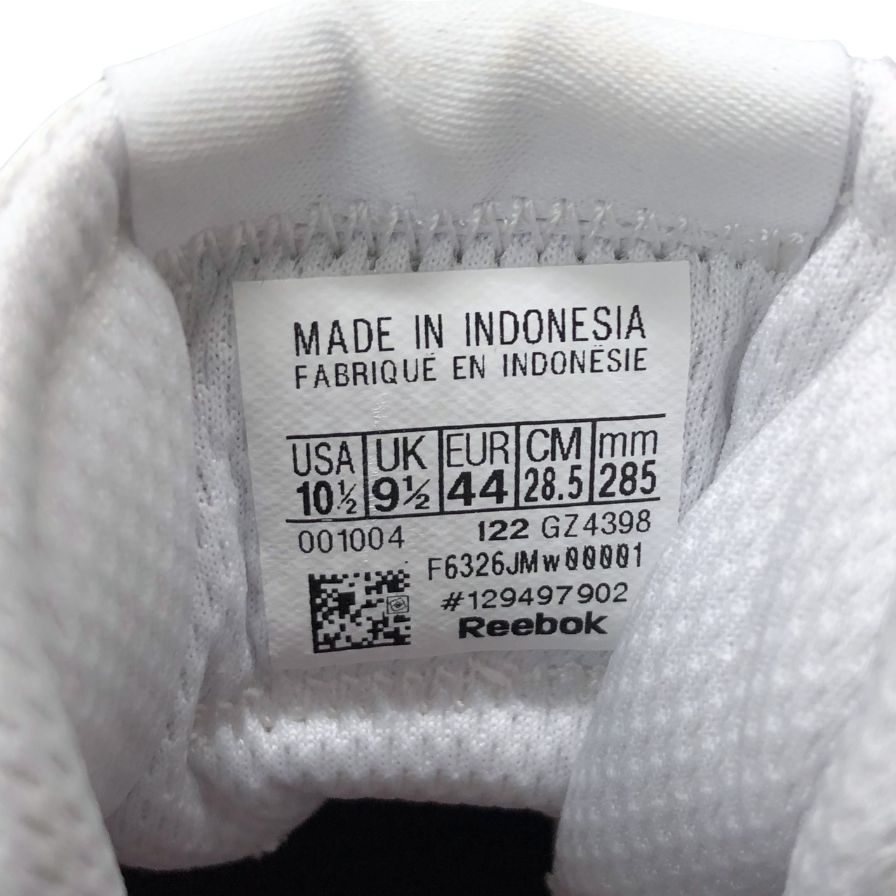 MADE IN INDONESIA
FABRIQUÉ EN INDONÉSIE
USA UK EUR CM mm
10½ 9½ 44 28.5 285
001004 I22 GZ4398
F6326JMw00001
#129497902
Reebok